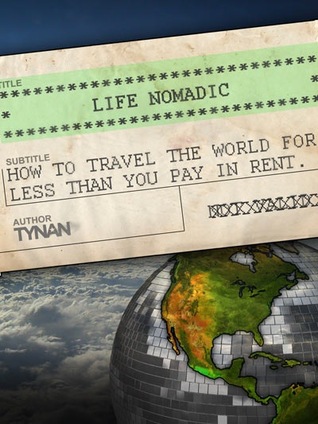 TITLE
LIFE NOMADIC
SUBTITLE
HOW TO TRAVEL THE WORLD FOR
LESS THAN YOU PAY IN RENT.
AUTHOR
TYNAN